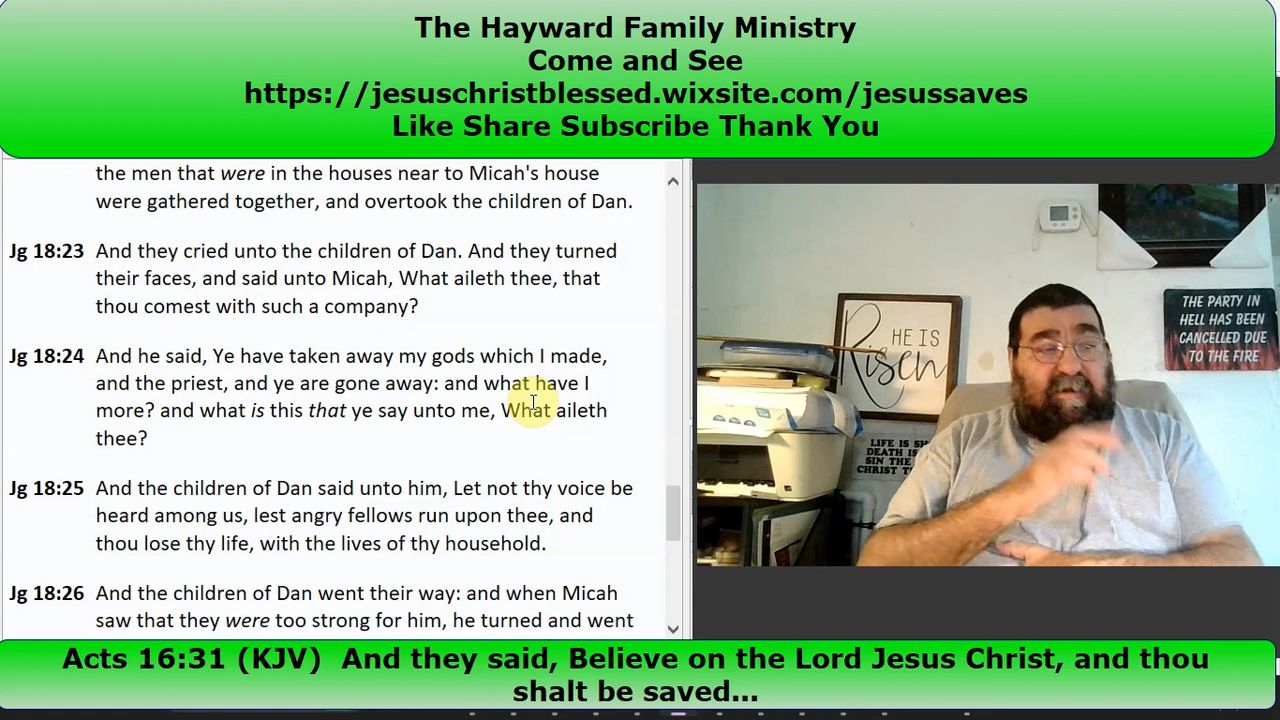 The Hayward Family Ministry
Come and See
https://jesuschristblessed.wixsite.com/jesussaves
Like Share Subscribe Thank You
the men that were in the houses near to Micah's house
were gathered together, and overtook the children of Dan.
Jg 18:23 And they cried unto the children of Dan. And they turned
their faces, and said unto Micah, What aileth thee, that
thou comest with such a company?
Jg 18:24 And he said, Ye have taken away my gods which I made,
and the priest, and ye are gone away: and what have I
more? and what is this that ye say unto me, What aileth
thee?
Jg 18:25 And the children of Dan said unto him, Let not thy voice be
heard among us, lest angry fellows run upon thee, and
thou lose thy life, with the lives of thy household.
Jg 18:26 And the children of Dan went their way: and when Micah
saw that they were too strong for him, he turned and went
HE IS
Risen
THE PARTY IN
HELL HAS BEEN
CANCELLED DUE
TO THE FIRE
LIFE IS
DEATH IS
SIN THE
CHRIST
Acts 16:31 (KJV) And they said, Believe on the Lord Jesus Christ, and thou
shalt be saved...